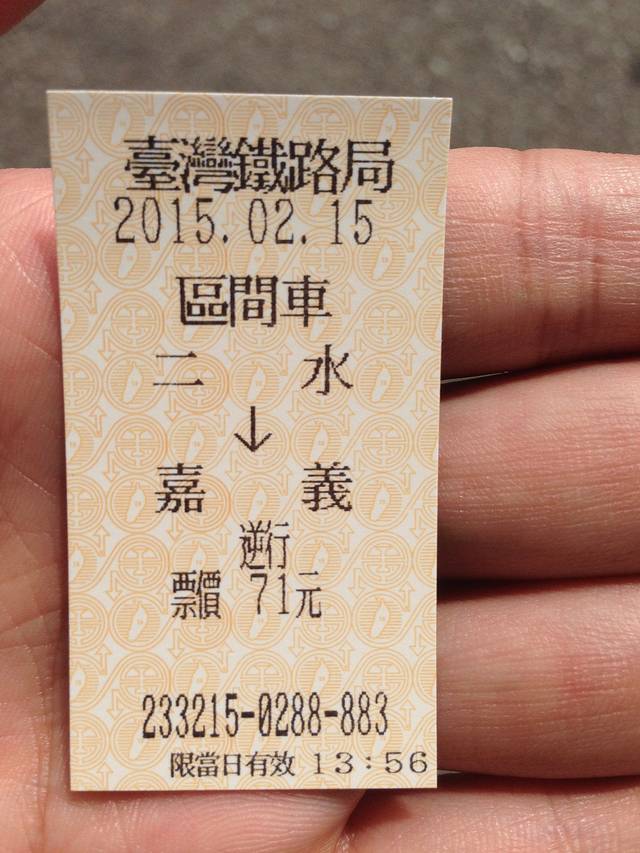 臺灣鐵路局
2015.02.15
區間車
二 水
↓
嘉 義
逆行
票價 71元
233215-0288-883
限當日有效 13:56